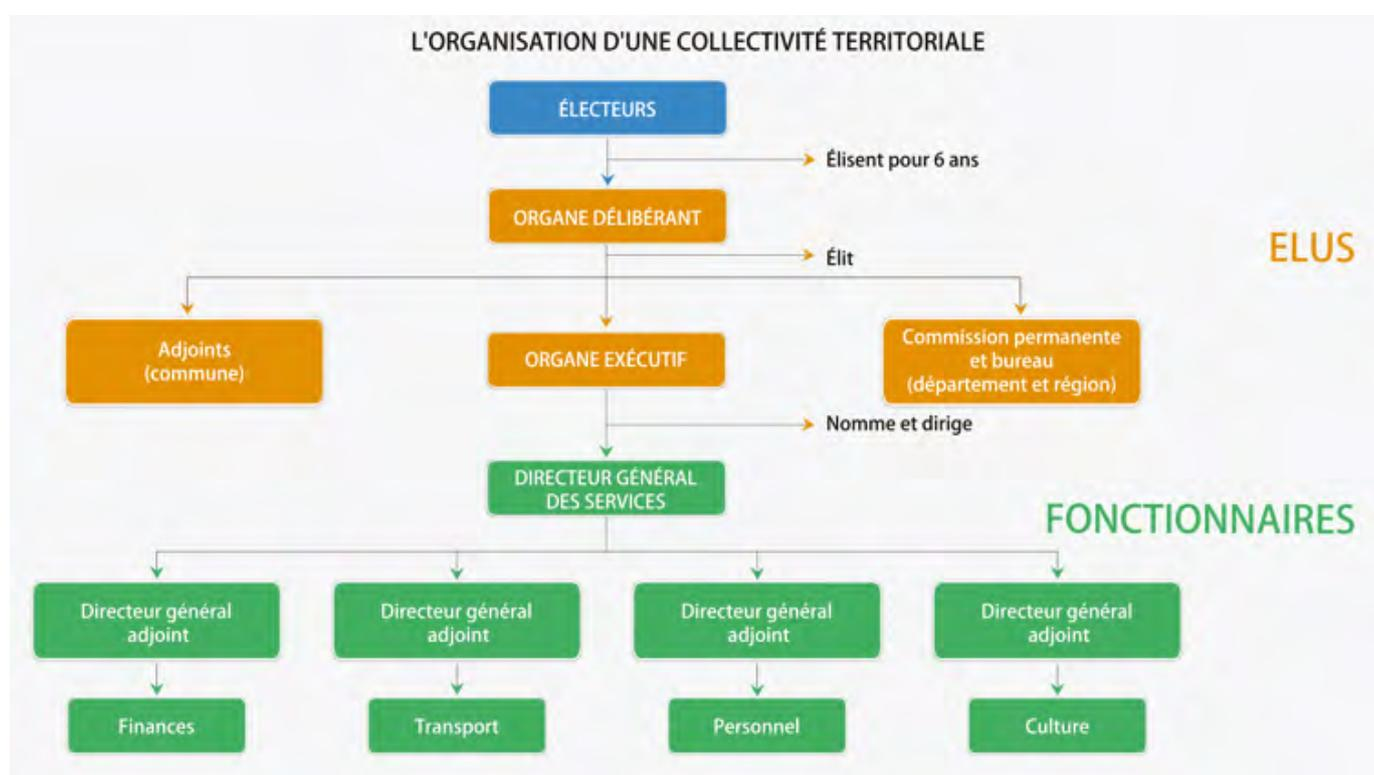 L'ORGANISATION D'UNE COLLECTIVITÉ TERRITORIALE
ÉLECTEURS
Élisent pour 6 ans
ORGANE DÉLIBÉRANT
ELUS
Élit
Adjoints
(commune)
ORGANE EXÉCUTIF
Commission permanente
et bureau
(département et région)
Nomme et dirige
DIRECTEUR GÉNÉRAL
DES SERVICES
FONCTIONNAIRES
Directeur général
adjoint
Directeur général
adjoint
Directeur général
adjoint
Directeur général
adjoint
Finances
Transport
Personnel
Culture